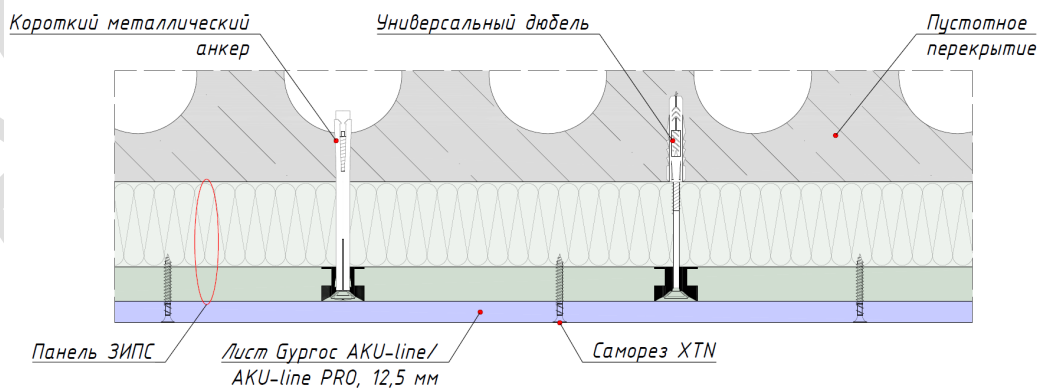 Короткий металлический
анкер
Универсальный дюбель
Пустотное
перекрытие
Панель ЗИПС
Лист Gyproc AKU-line/
AKU-line PRO, 12,5 мм
Саморез XTN